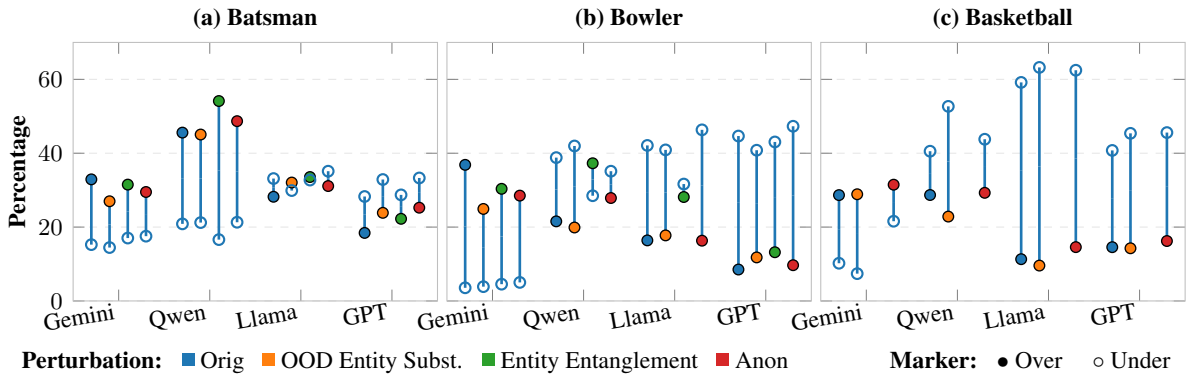 (a) Batsman (b) Bowler (c) Basketball
Percentage
60
40
20
0
Gemini Qwen Llama GPT Gemini Qwen Llama GPT Gemini Qwen Llama GPT
Perturbation: Orig OOD Entity Subst. Entity Entanglement Anon Marker: Over Under